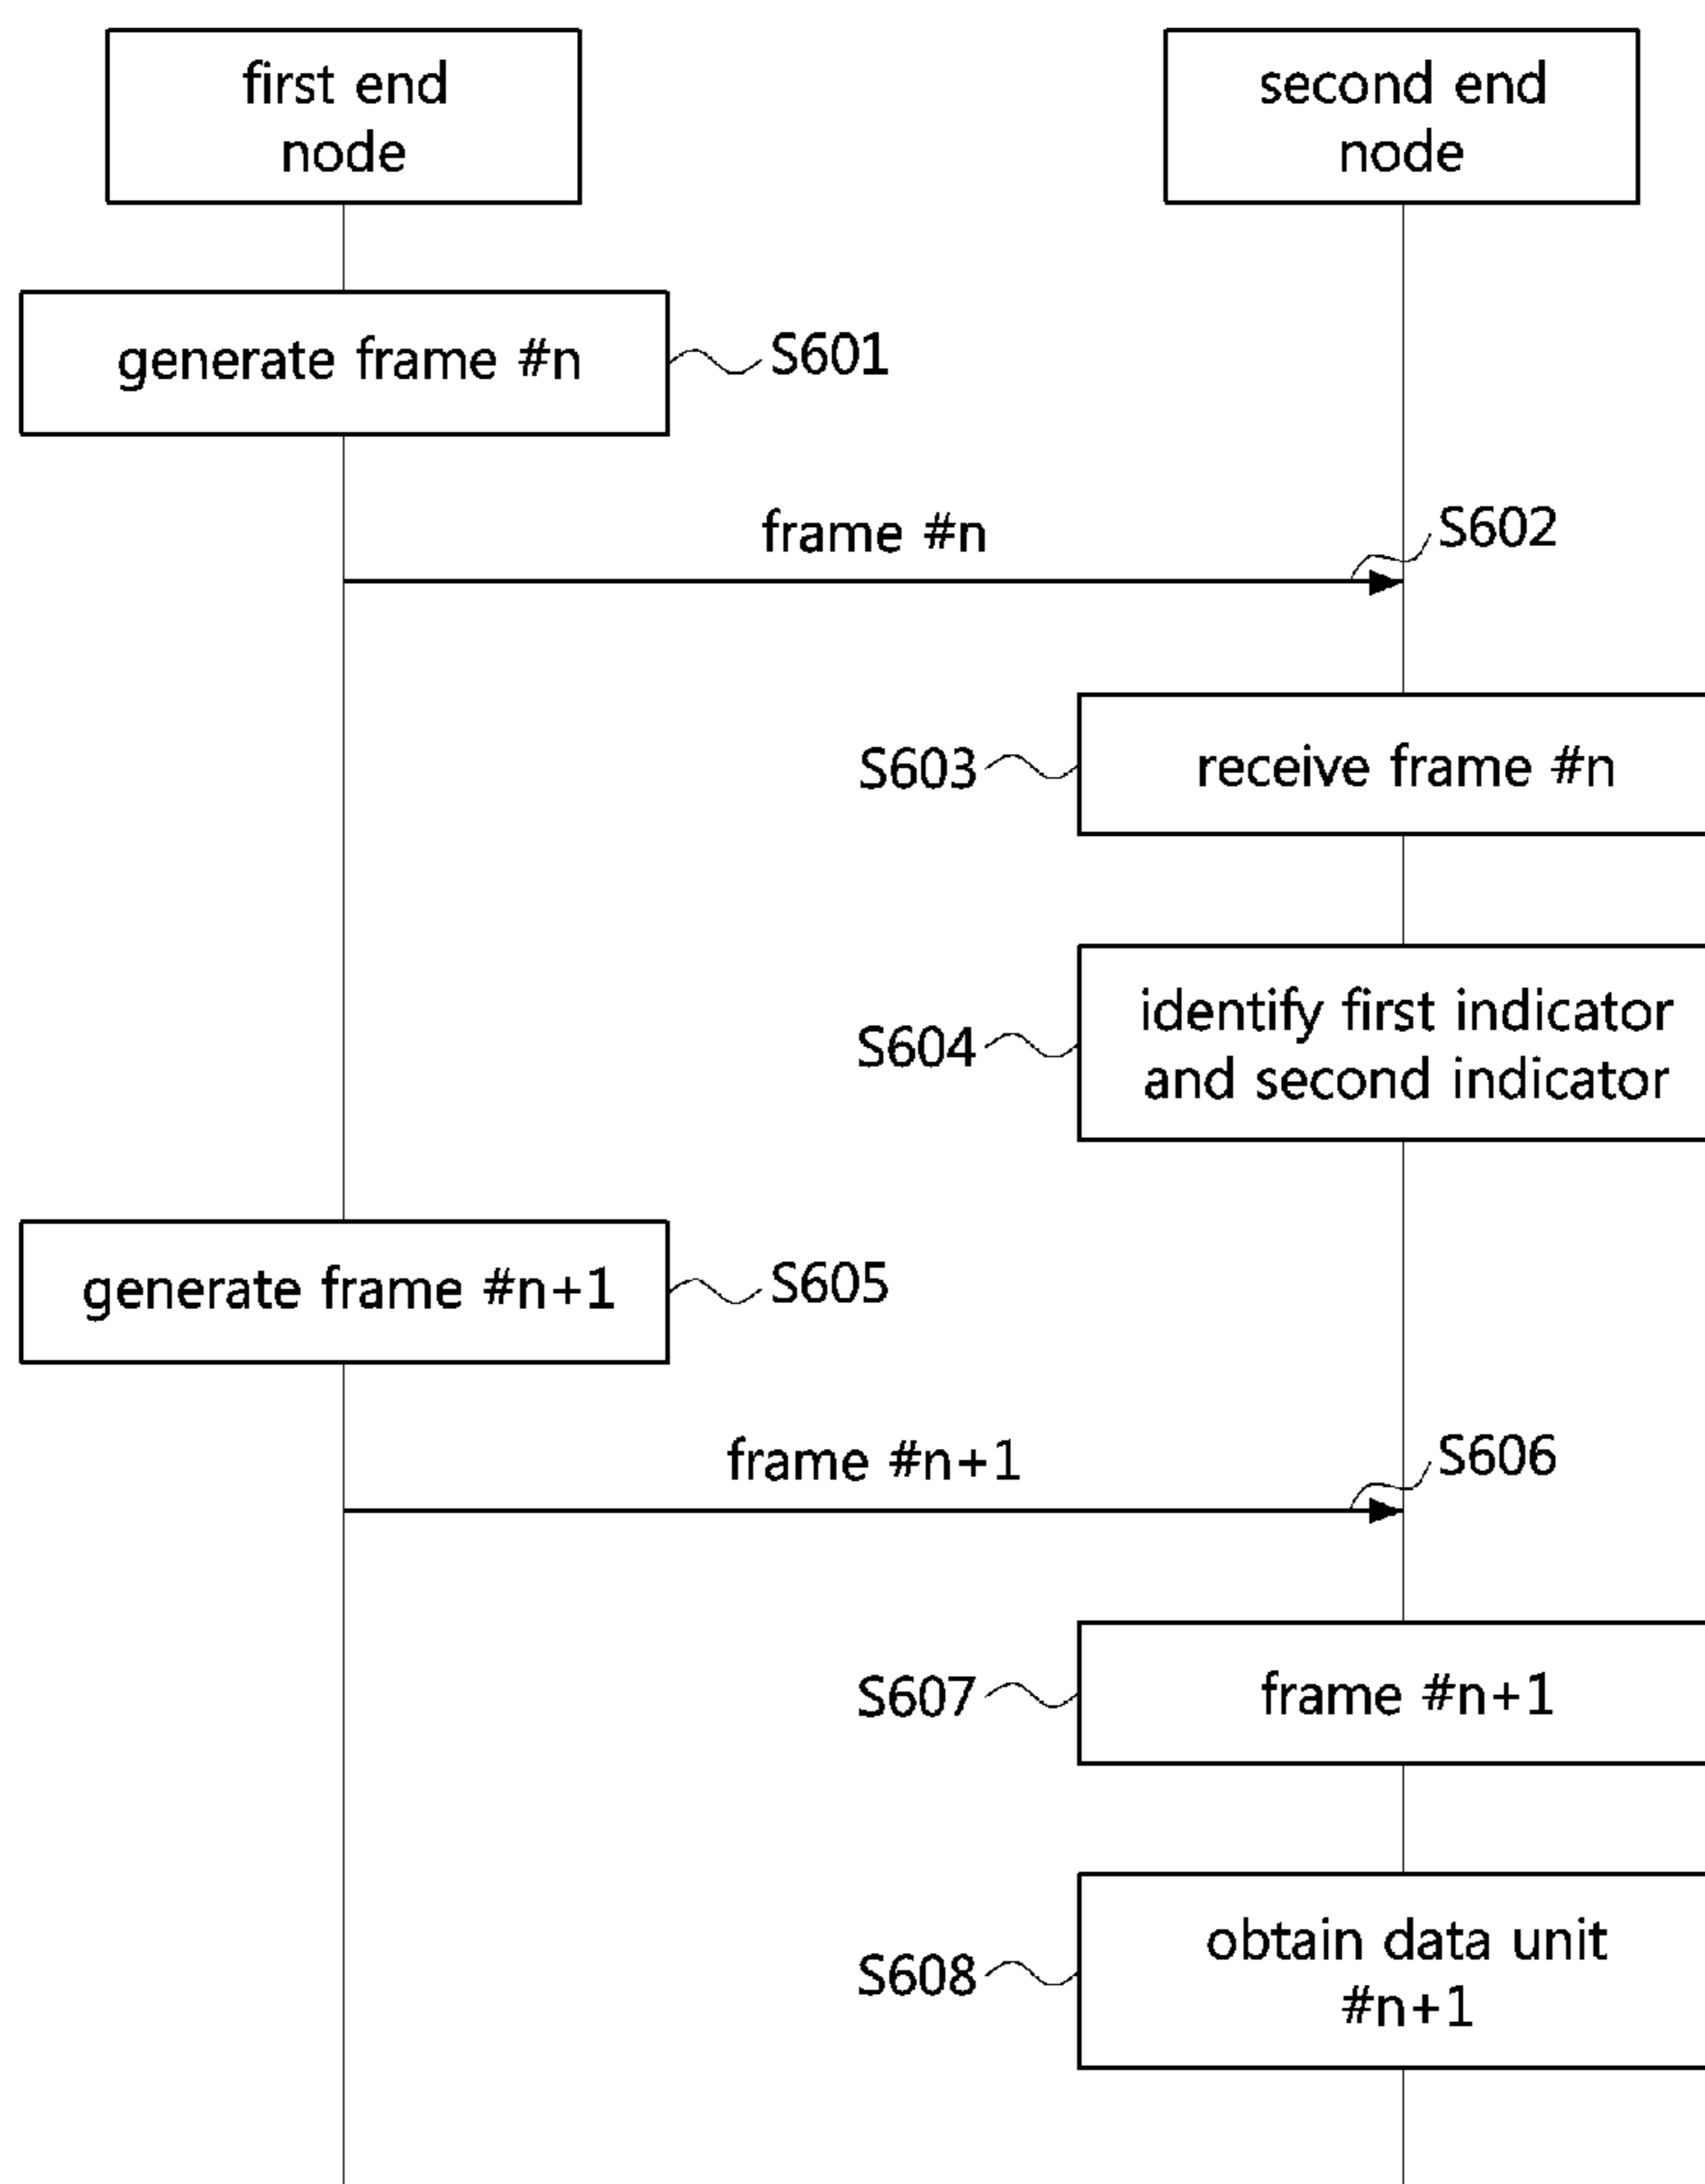 first end
node
second end
node
generate frame #n
S601
frame #n
S602
S603
receive frame #n
S604
identify first indicator
and second indicator
generate frame #n+1
S605
frame #n+1
S606
S607
frame #n+1
S608
obtain data unit
#n+1